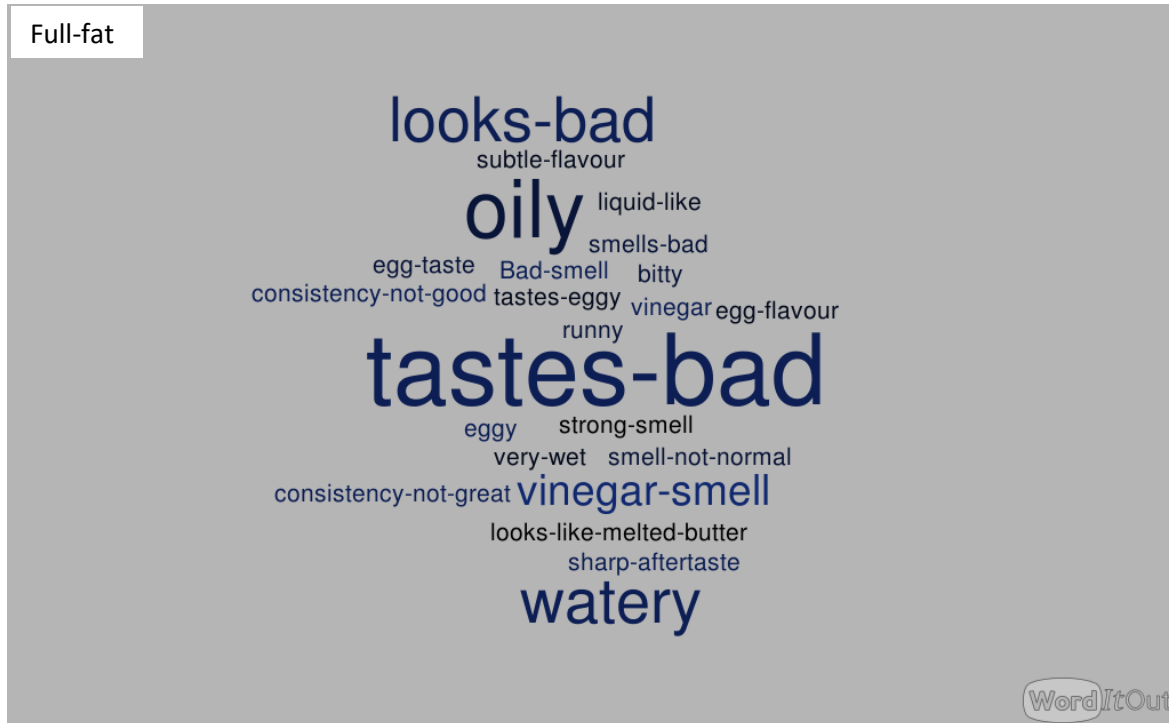 Full-fat
looks-bad
subtle-flavour
oily liquid-like
smells-bad
egg-taste Bad-smell bitty
consistency-not-good tastes-eggy vinegar egg-flavour
runny
tastes-bad
eggy strong-smell
very-wet smell-not-normal
consistency-not-great vinegar-smell
looks-like-melted-butter
sharp-aftertaste
watery
WordItOut